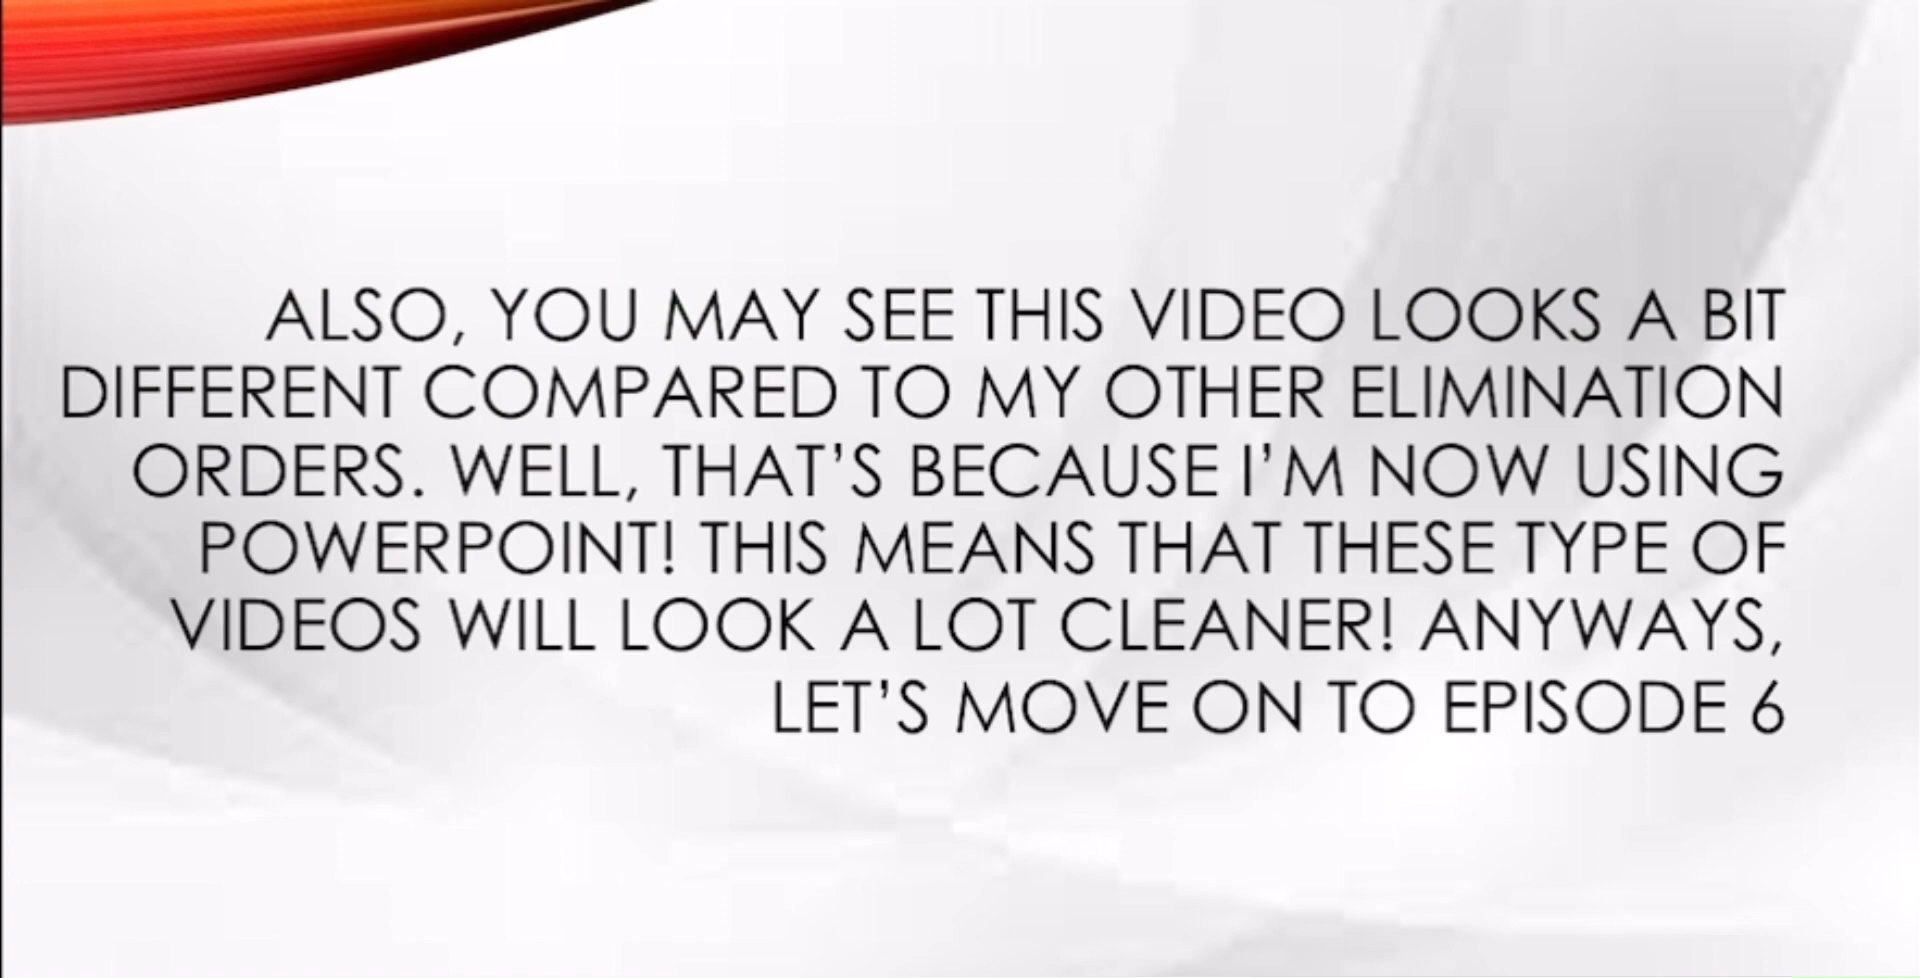 ALSO, YOU MAY SEE THIS VIDEO LOOKS A BIT
DIFFERENT COMPARED TO MY OTHER ELIMINATION
ORDERS. WELL, THAT’S BECAUSE I’M NOW USING
POWERPOINT! THIS MEANS THAT THESE TYPE OF
VIDEOS WILL LOOK A LOT CLEANER! ANYWAYS,
LET’S MOVE ON TO EPISODE 6